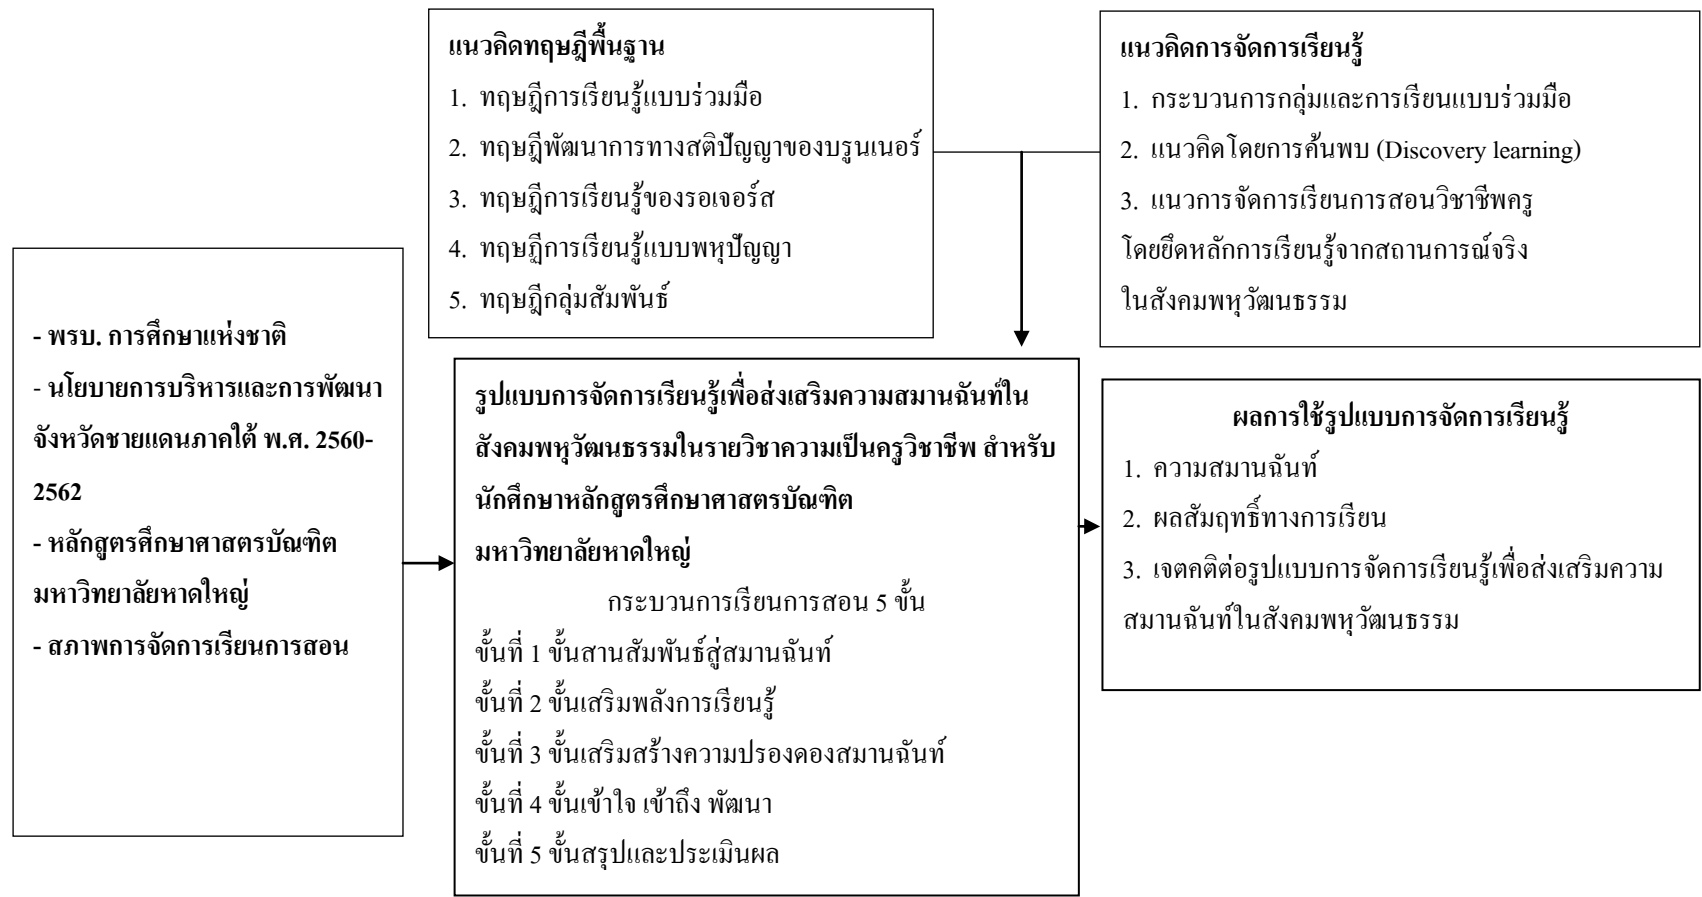 แนวคิดทฤษฎีพื้นฐาน
1. ทฤษฎีการเรียนรู้แบบร่วมมือ
2. ทฤษฎีพัฒนาการทางสติปัญญาของบรูนเนอร์
3. ทฤษฎีการเรียนรู้ของรอเจอร์ส
4. ทฤษฏีการเรียนรู้แบบพหุปัญญา
5. ทฤษฎีกลุ่มสัมพันธ์
แนวคิดการจัดการเรียนรู้
1. กระบวนการกลุ่มและการเรียนแบบร่วมมือ
2. แนวคิดโดยการค้นพบ (Discovery learning)
3. แนวการจัดการเรียนการสอนวิชาชีพครู
โดยยึดหลักการเรียนรู้จากสถานการณ์จริง
ในสังคมพหุวัฒนธรรม
- พรบ. การศึกษาแห่งชาติ
- นโยบายการบริหารและการพัฒนา
จังหวัดชายแดนภาคใต้ พ.ศ. 2560-
2562
- หลักสูตรศึกษาศาสตรบัณฑิต
มหาวิทยาลัยหาดใหญ่
- สภาพการจัดการเรียนการสอน
รูปแบบการจัดการเรียนรู้เพื่อส่งเสริมความสมานฉันท์ใน
สังคมพหุวัฒนธรรมในรายวิชาความเป็นครูวิชาชีพ สำหรับ
นักศึกษาหลักสูตรศึกษาศาสตรบัณฑิต
มหาวิทยาลัยหาดใหญ่
กระบวนการเรียนการสอน 5 ขั้น
ขั้นที่ 1 ขั้นสานสัมพันธ์สู่สมานฉันท์
ขั้นที่ 2 ขั้นเสริมพลังการเรียนรู้
ขั้นที่ 3 ขั้นเสริมสร้างความปรองดองสมานฉันท์
ขั้นที่ 4 ขั้นเข้าใจ เข้าถึง พัฒนา
ขั้นที่ 5 ขั้นสรุปและประเมินผล
ผลการใช้รูปแบบการจัดการเรียนรู้
1. ความสมานฉันท์
2. ผลสัมฤทธิ์ทางการเรียน
3. เจตคติต่อรูปแบบการจัดการเรียนรู้เพื่อส่งเสริมความ
สมานฉันท์ในสังคมพหุวัฒนธรรม